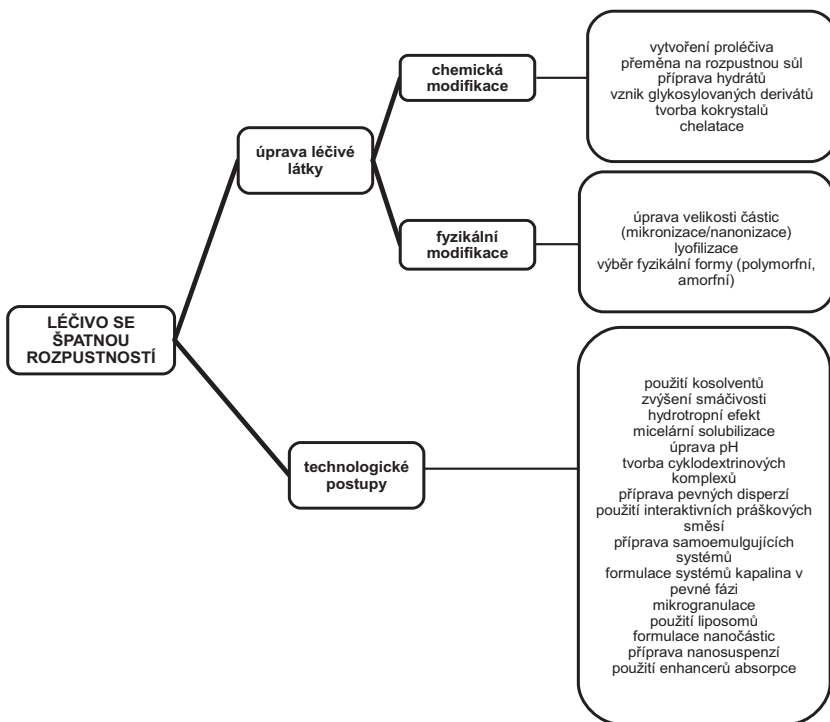 LÉČIVO SE
ŠPATNOU
ROZPUSTNOSTÍ
úprava léčivé
látky
chemická
modifikace
vytvoření proléčiva
přeměna na rozpustnou sůl
příprava hydrátů
vznik glykosylovaných derivátů
tvorba kokrystalů
chelatace
fyzikální
modifikace
úprava velikosti částic
(mikronizace/nanonizace)
lyofilizace
výběr fyzikální formy (polymorfní,
amorfní)
technologické
postupy
použití kosolventů
zvýšení smáčivosti
hydrotropní efekt
micelární solubilizace
úprava pH
tvorba cyklodextrinových
komplexů
příprava pevných disperzí
použití interaktivních práškových
směsí
příprava samoemulgujících
systémů
formulace systémů kapalina v
pevné fázi
mikrogranulace
použití liposomů
formulace nanočástic
příprava nanosuspenzí
použití enhancerů absorpce